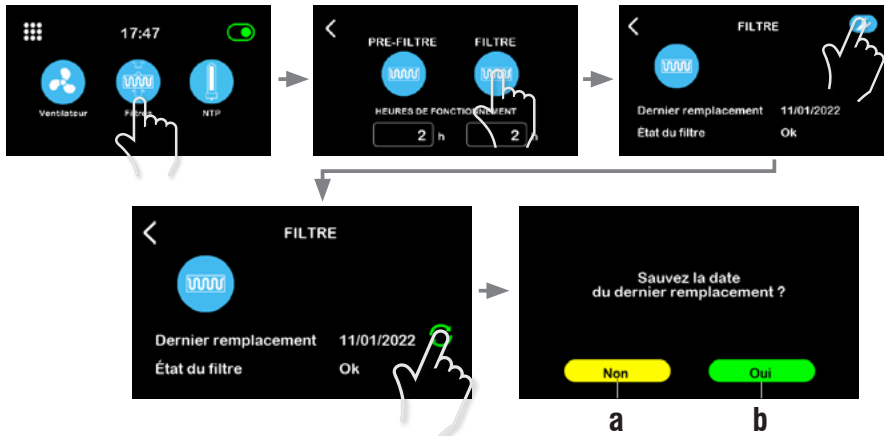 17:47
Ventilateur Filtres NTP
PRE-FILTRE FILTRE
HEURES DE FONCTIONNEMENT
2 h 2 h
FILTRE
Dernier remplacement 11/01/2022
État du filtre Ok
FILTRE
Dernier remplacement 11/01/2022
État du filtre Ok
Sauvez la date
du dernier remplacement ?
Non Oui
a b